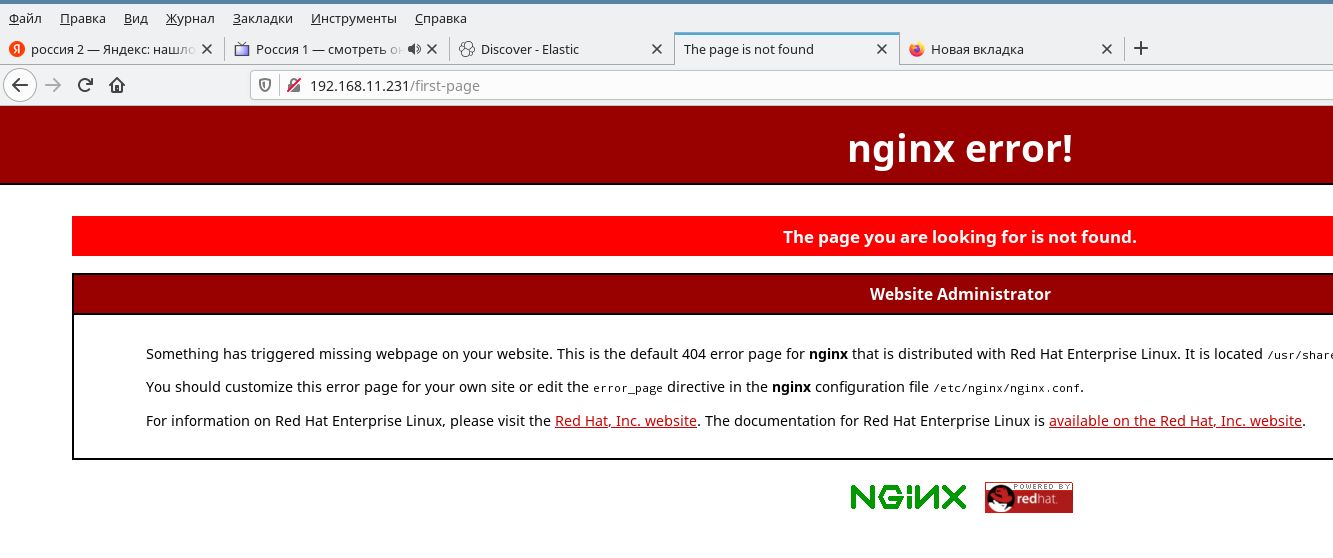 Файл Правка Вид Журнал Закладки Инструменты Справка
россия 2 — Яндекс: нашло Россия 1 — смотреть он Discover - Elastic The page is not found Новая вкладка
192.168.11.231/first-page
nginx error!
The page you are looking for is not found.
Website Administrator
Something has triggered missing webpage on your website. This is the default 404 error page for nginx that is distributed with Red Hat Enterprise Linux. It is located /usr/share
You should customize this error page for your own site or edit the error_page directive in the nginx configuration file /etc/nginx/nginx.conf.
For information on Red Hat Enterprise Linux, please visit the Red Hat, Inc. website. The documentation for Red Hat Enterprise Linux is available on the Red Hat, Inc. website.
NGiNX
POWERED BY
redhat.